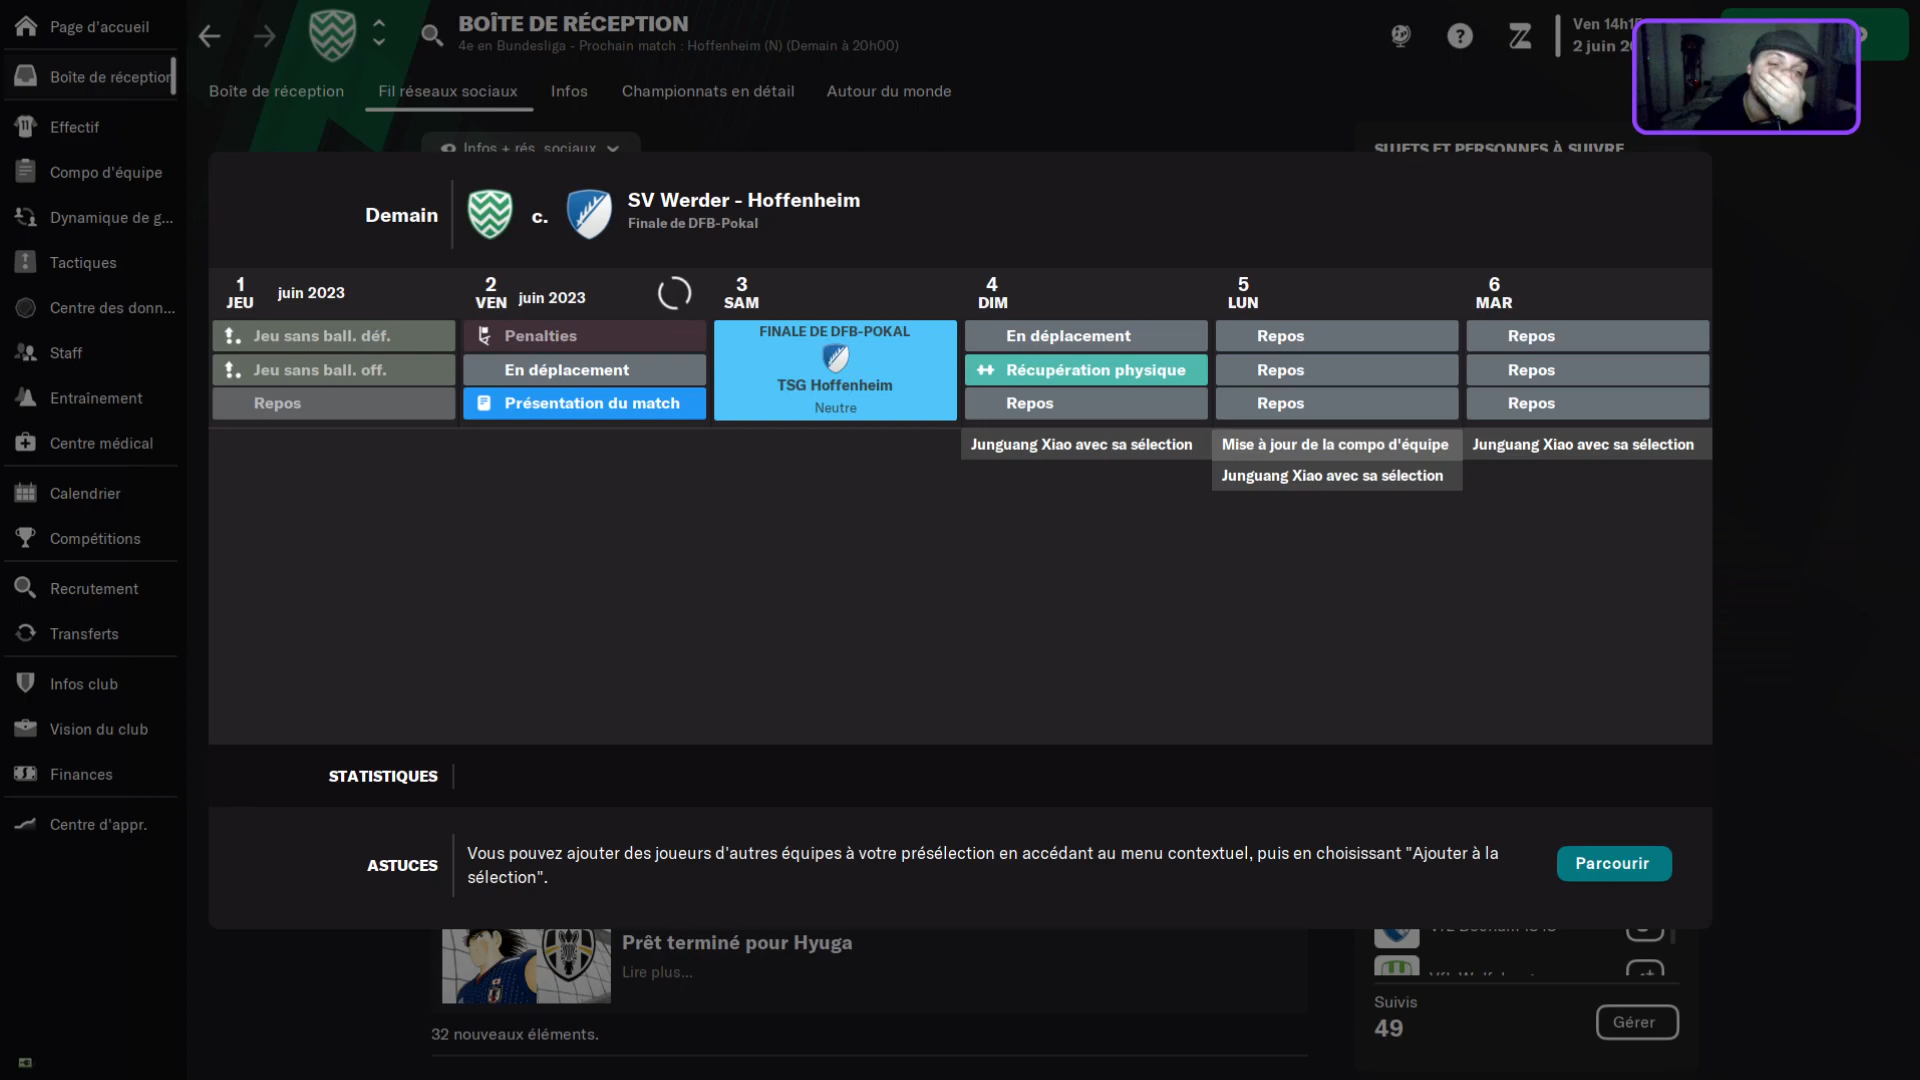 Page d'accueil
Boîte de réception
Effectif
Compo d'équipe
Dynamique de g...
Tactiques
Centre des donn...
Staff
Entraînement
Centre médical
Calendrier
Compétitions
Recrutement
Transferts
Infos club
Vision du club
Finances
Centre d'appr.
BOÎTE DE RÉCEPTION
4e en Bundesliga - Prochain match : Hoffenheim (N) (Demain à 20h00)
Ven 14h15
2 juin 20
Boîte de réception
Fil réseaux sociaux
Infos
Championnats en détail
Autour du monde
Infos + rés. sociaux
SUJETS ET PERSONNES À SUIVRE
Demain
c.
SV Werder - Hoffenheim
Finale de DFB-Pokal
1 JEU juin 2023
2 VEN juin 2023
3 SAM
4 DIM
5 LUN
6 MAR
Jeu sans ball. déf.
Jeu sans ball. off.
Repos
Penalties
En déplacement
Présentation du match
FINALE DE DFB-POKAL
TSG Hoffenheim
Neutre
En déplacement
Récupération physique
Repos
Junguang Xiao avec sa sélection
Repos
Repos
Repos
Mise à jour de la compo d'équipe
Junguang Xiao avec sa sélection
Repos
Repos
Repos
Junguang Xiao avec sa sélection
STATISTIQUES
ASTUCES
Vous pouvez ajouter des joueurs d'autres équipes à votre présélection en accédant au menu contextuel, puis en choisissant "Ajouter à la
sélection".
Parcourir
Prêt terminé pour Hyuga
Lire plus...
32 nouveaux éléments.
Suivis
49
Gérer